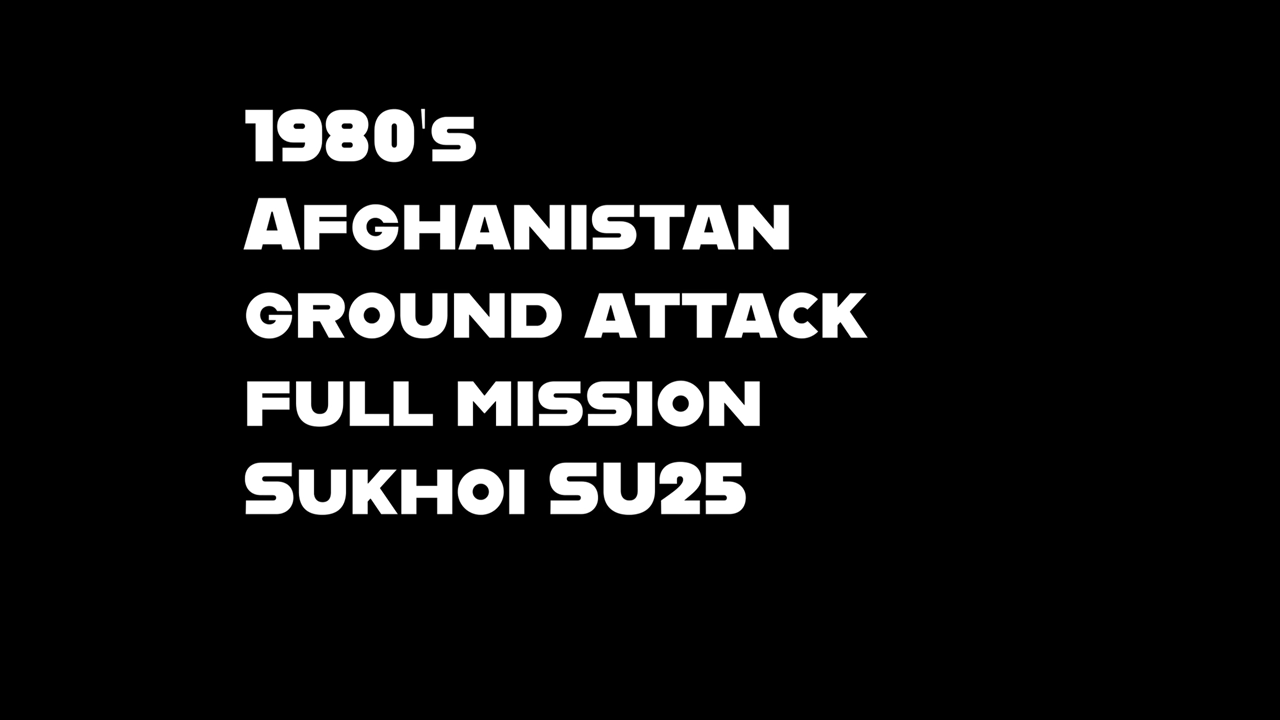 1980's
Afghanistan
ground attack
full mission
Sukhoi SU25